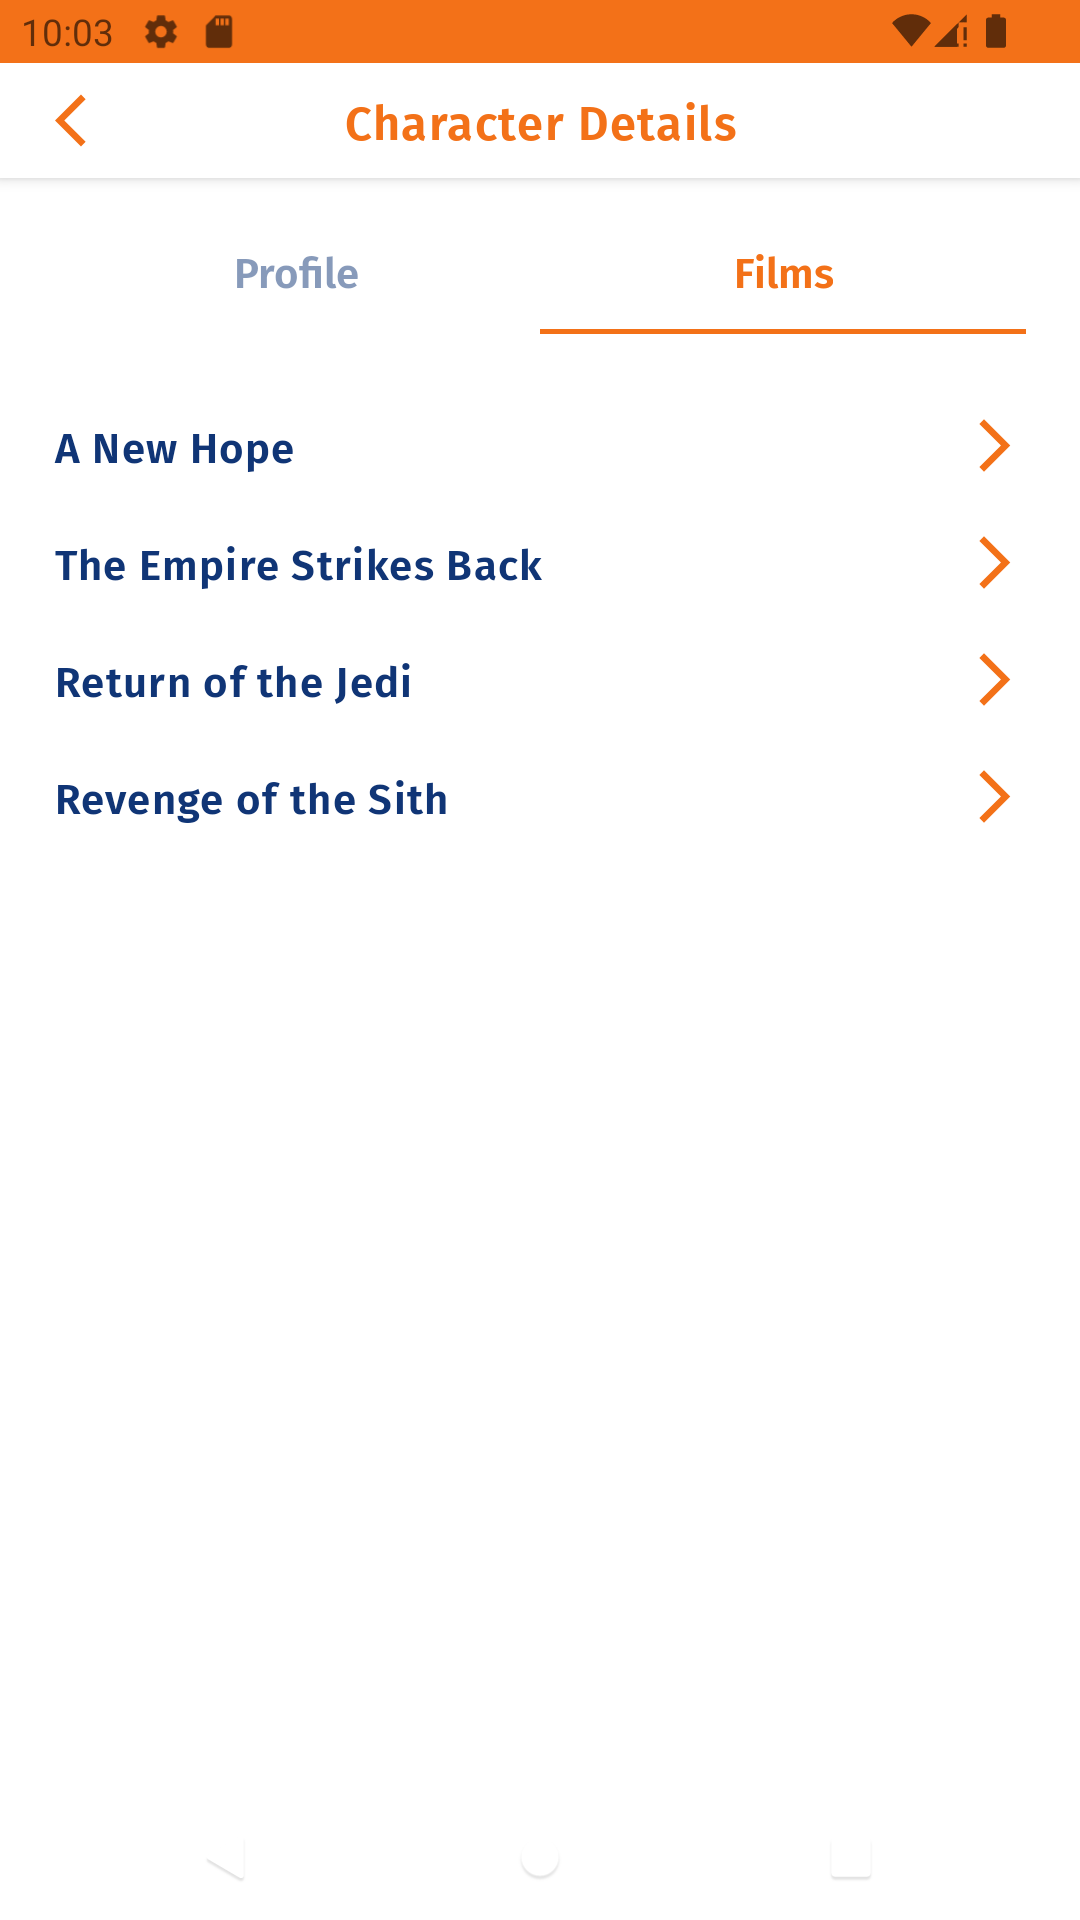 10:03
Character Details
Profile
Films
A New Hope
The Empire Strikes Back
Return of the Jedi
Revenge of the Sith